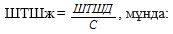 ШТШж = ШТШД / С, мұнда: